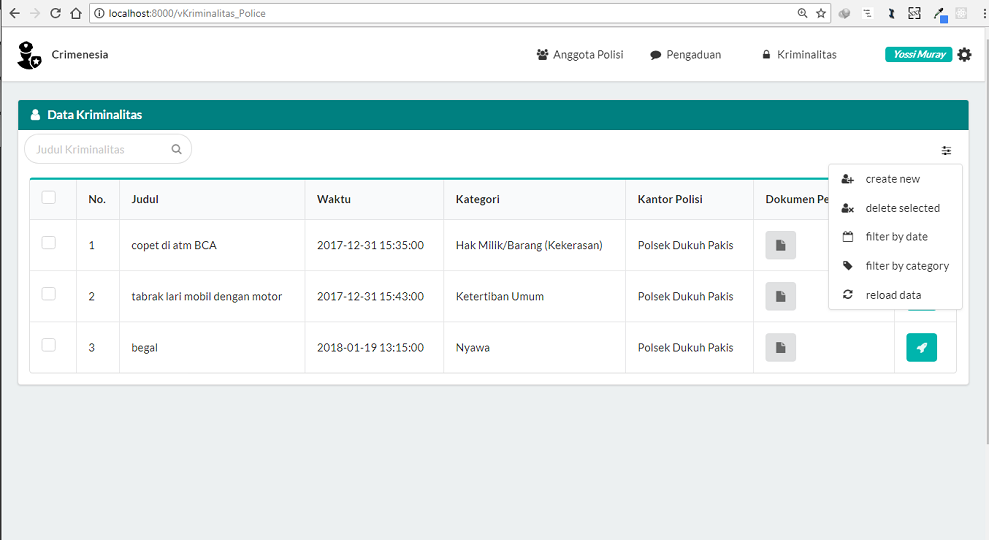 localhost:8000/vKriminalitas_Police
Crimenesia
Anggota Polisi
Pengaduan
Kriminalitas
Yossi Muray
Data Kriminalitas
Judul Kriminalitas
create new
delete selected
filter by date
filter by category
reload data
No. Judul Waktu Kategori Kantor Polisi Dokumen Pe
1 copet di atm BCA 2017-12-31 15:35:00 Hak Milik/Barang (Kekerasan) Polsek Dukuh Pakis
2 tabrak lari mobil dengan motor 2017-12-31 15:43:00 Ketertiban Umum Polsek Dukuh Pakis
3 begal 2018-01-19 13:15:00 Nyawa Polsek Dukuh Pakis